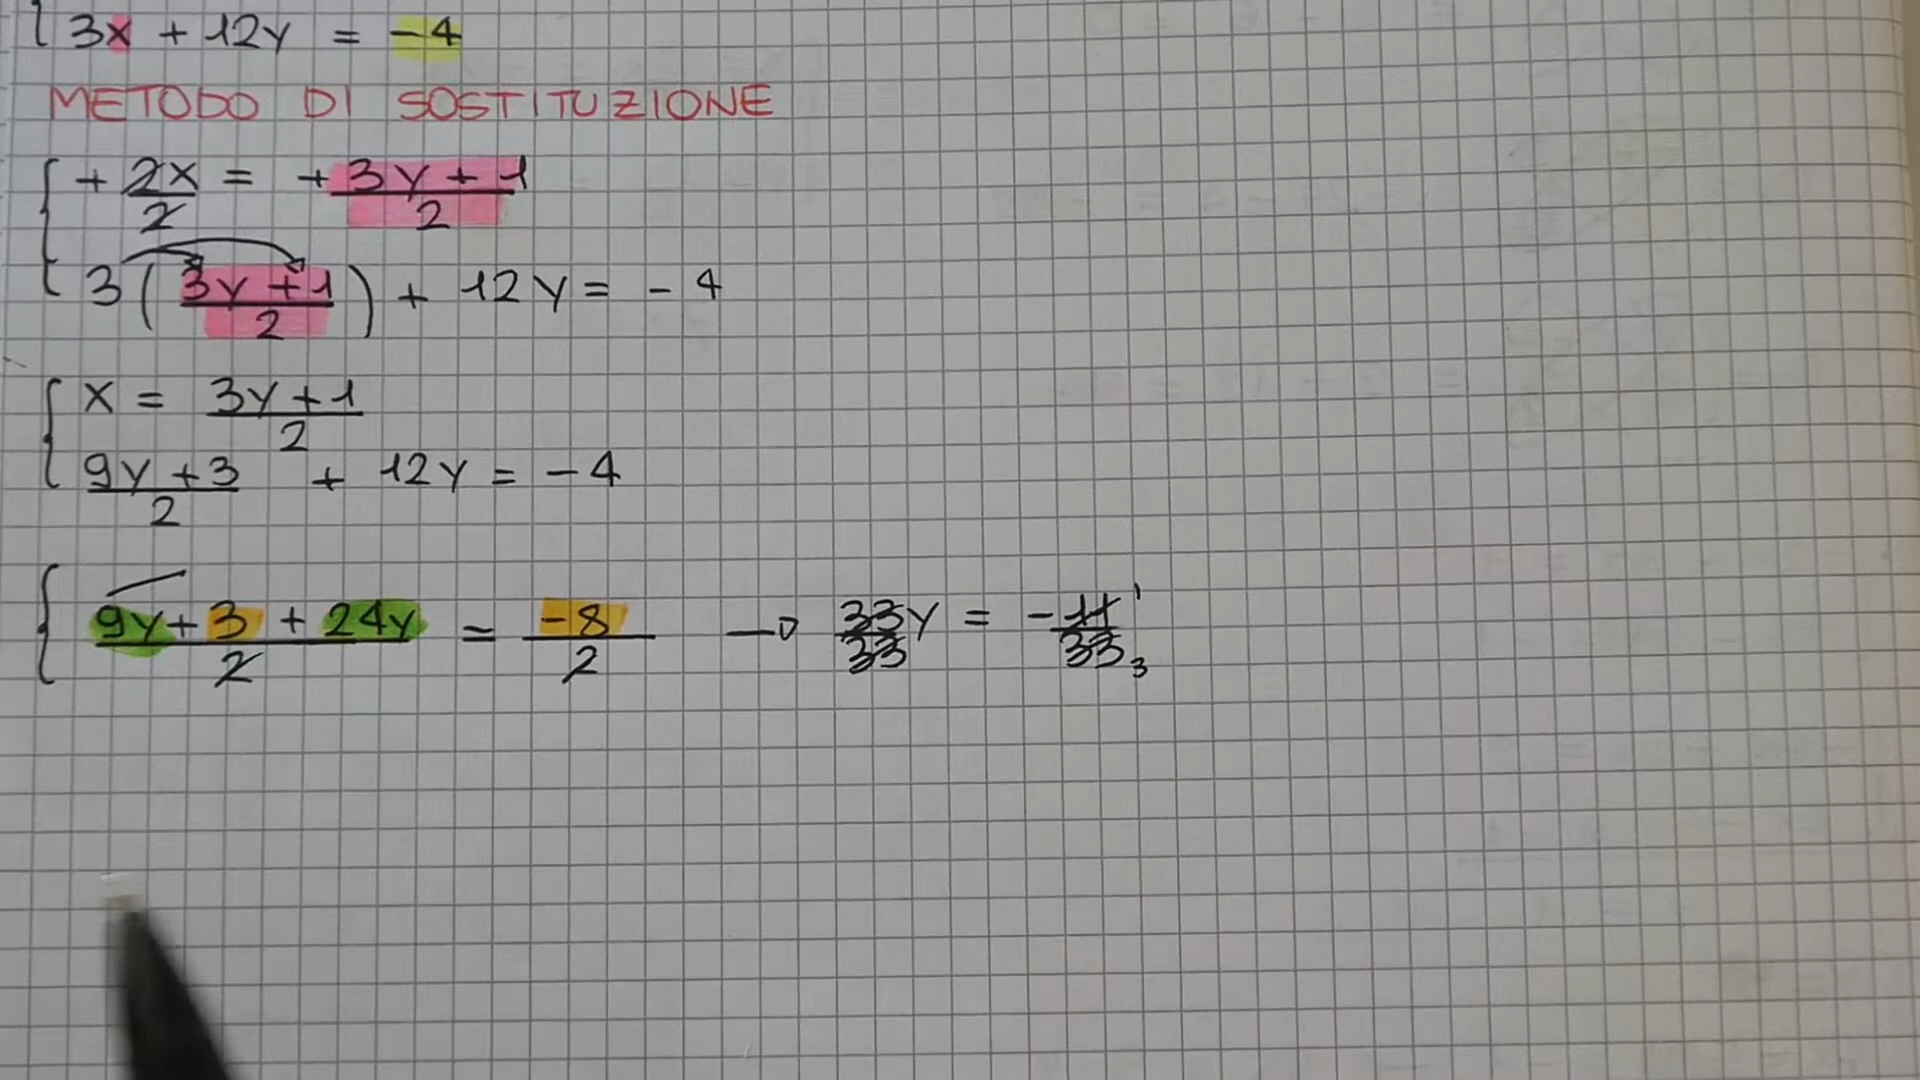 { 3x + 12y = -4
METODO DI SOSTITUZIONE
{ + 2x/2 = + 3y + 1/2
3 ( 3y + 1/2 ) + 12y = - 4
{ x = 3y + 1/2
9y + 3/2 + 12y = - 4
{ 9y + 3 + 24y/2 = -8/2 → 33y/33 = - 11 1/33 3